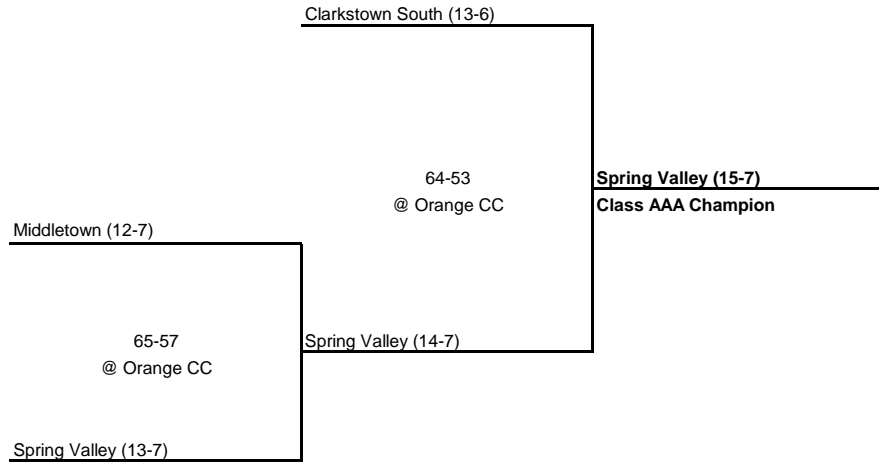 Clarkstown South (13-6)
64-53
@ Orange CC
Spring Valley (15-7)
Class AAA Champion
Middletown (12-7)
65-57
@ Orange CC
Spring Valley (14-7)
Spring Valley (13-7)